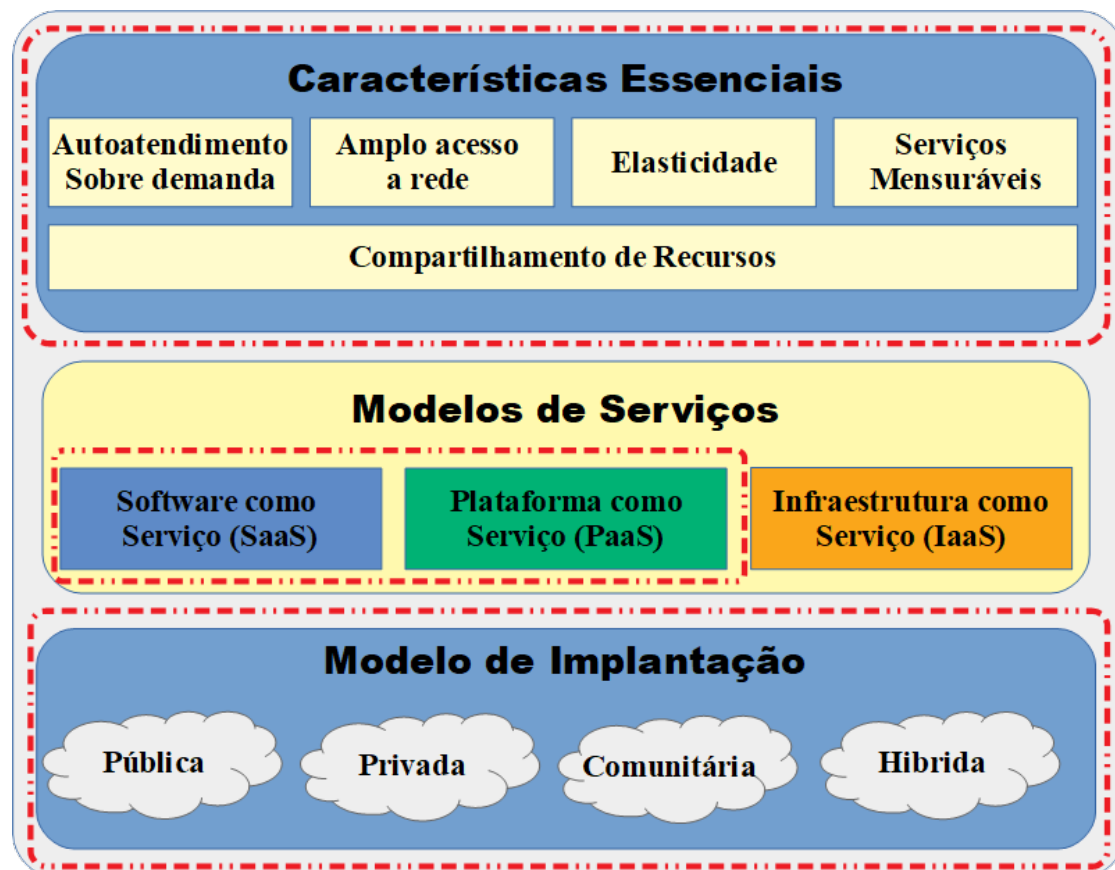 Características Essenciais
Autoatendimento
Sobre demanda
Amplo acesso
a rede
Elasticidade
Serviços
Mensuráveis
Compartilhamento de Recursos
Modelos de Serviços
Software como
Serviço (SaaS)
Plataforma como
Serviço (PaaS)
Infraestrutura como
Serviço (IaaS)
Modelo de Implantação
Pública
Privada
Comunitária
Hibrida